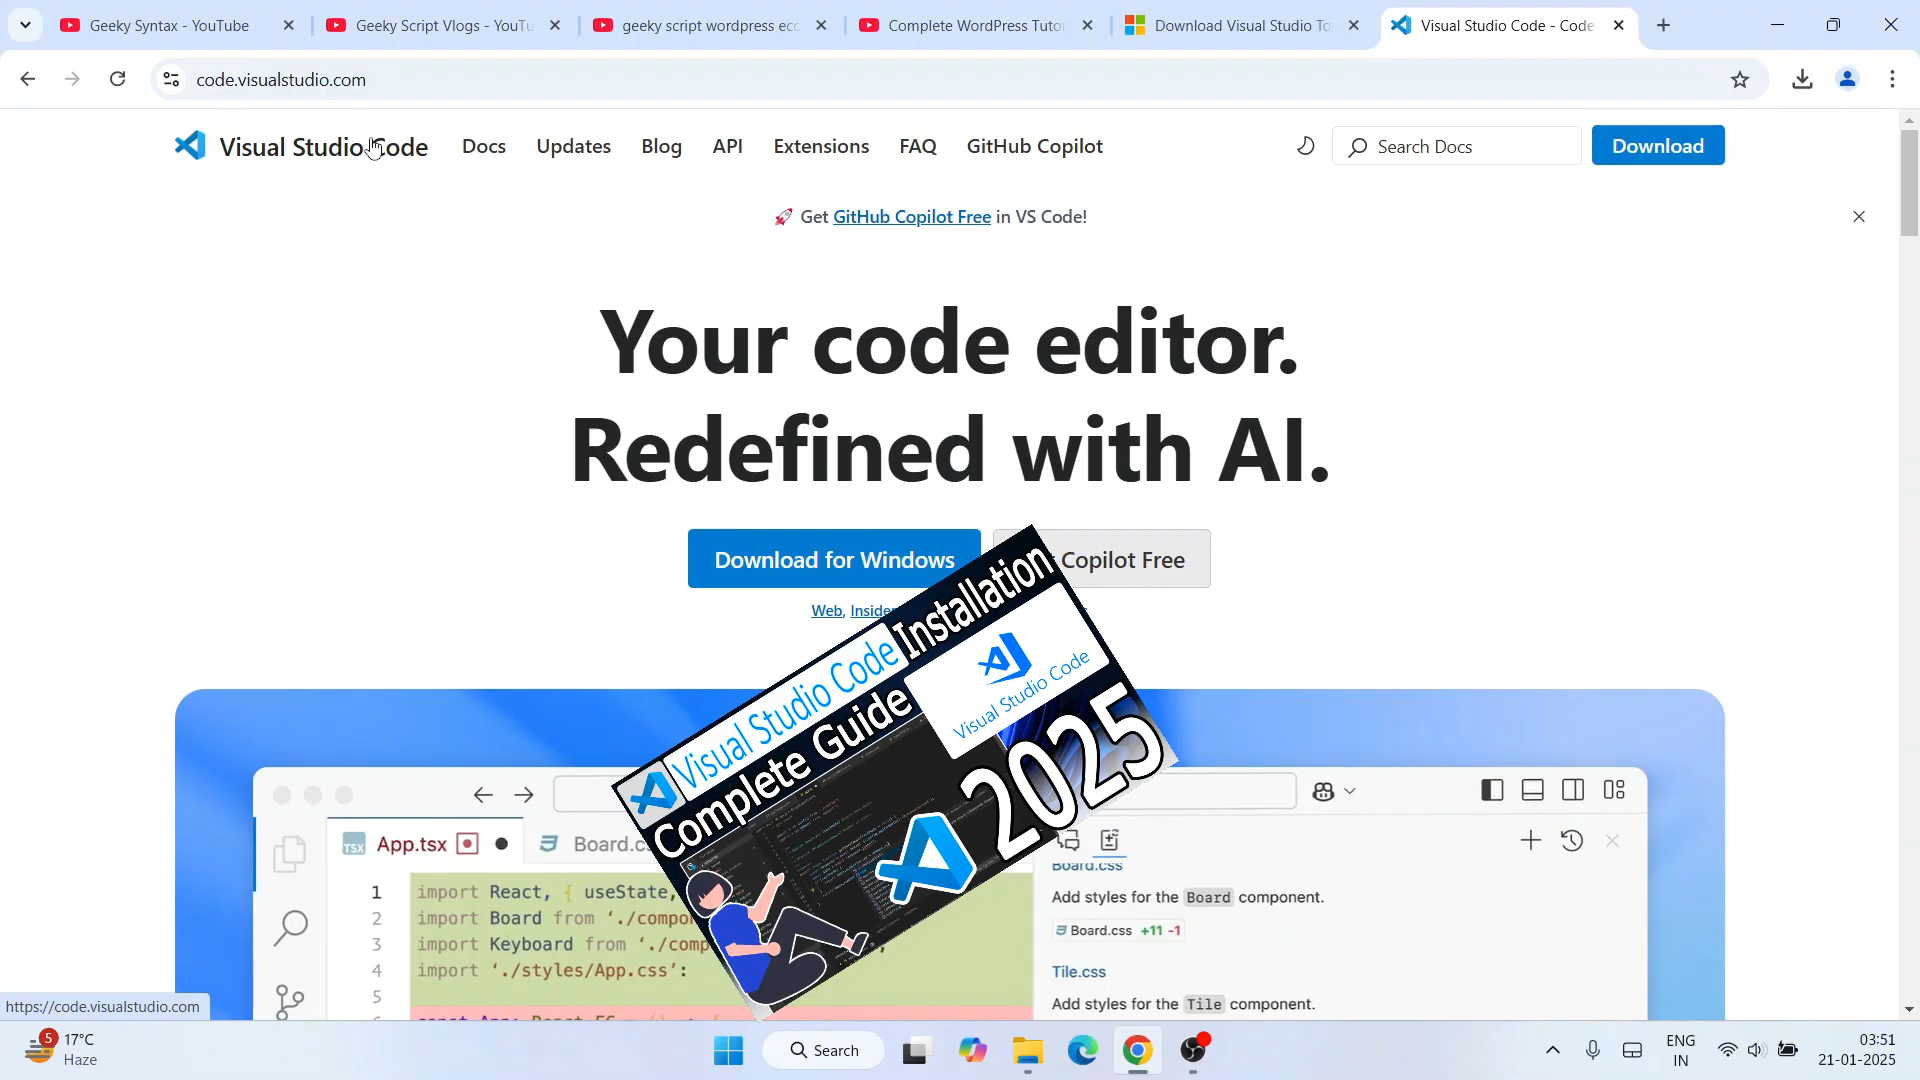 Geeky Syntax - YouTube
Geeky Script Vlogs - YouTu
geeky script wordpress ec
Complete WordPress Tutor
Download Visual Studio To
Visual Studio Code - Code
code.visualstudio.com
Visual Studio Code
Docs
Updates
Blog
API
Extensions
FAQ
GitHub Copilot
Search Docs
Download
🚀 Get GitHub Copilot Free in VS Code!
Your code editor.
Redefined with AI.
Download for Windows
Copilot Free
Web, Insider
Visual Studio Code Installation
Complete Guide
Visual Studio Code
2025
TSX App.tsx
Board.c
1 import React, { useState,
2 import Board from ‘./compo
3 import Keyboard from ‘./comp
4 import ‘./styles/App.css’:
5
Board.css
Add styles for the Board component.
Board.css +11 -1
Tile.css
Add styles for the Tile component.
https://code.visualstudio.com
5
17°C
Haze
Search
ENG
IN
03:51
21-01-2025